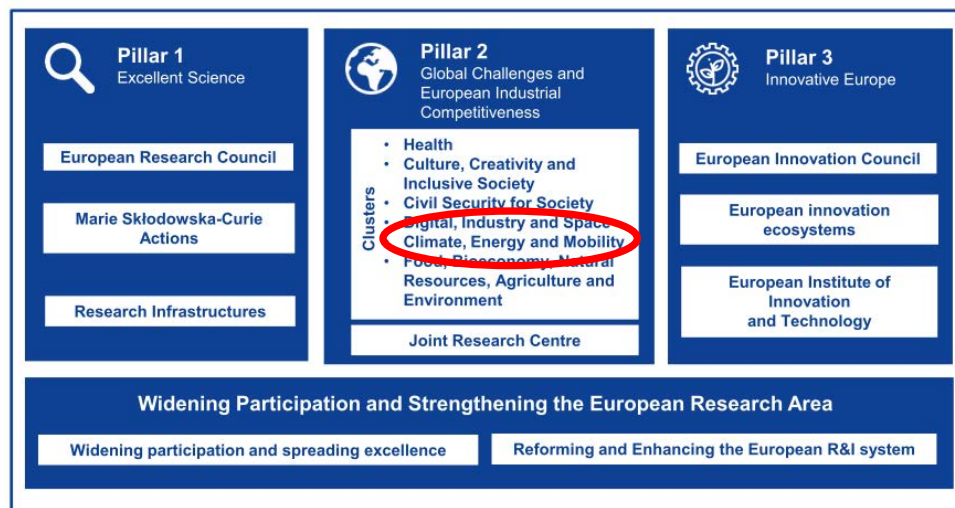 Pillar 1
Excellent Science
European Research Council
Marie Skłodowska-Curie
Actions
Research Infrastructures
Pillar 2
Global Challenges and
European Industrial
Competitiveness
Clusters
• Health
• Culture, Creativity and
Inclusive Society
• Civil Security for Society
• Digital, Industry and Space
Climate, Energy and Mobility
• Food, Bioeconomy, Natural
Resources, Agriculture and
Environment
Joint Research Centre
Pillar 3
Innovative Europe
European Innovation Council
European innovation
ecosystems
European Institute of
Innovation
and Technology
Widening Participation and Strengthening the European Research Area
Widening participation and spreading excellence
Reforming and Enhancing the European R&I system